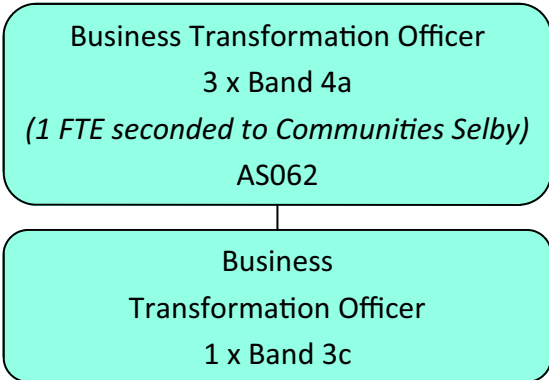 Business Transformation Officer
3 x Band 4a
(1 FTE seconded to Communities Selby)
AS062
Business
Transformation Officer
1 x Band 3c